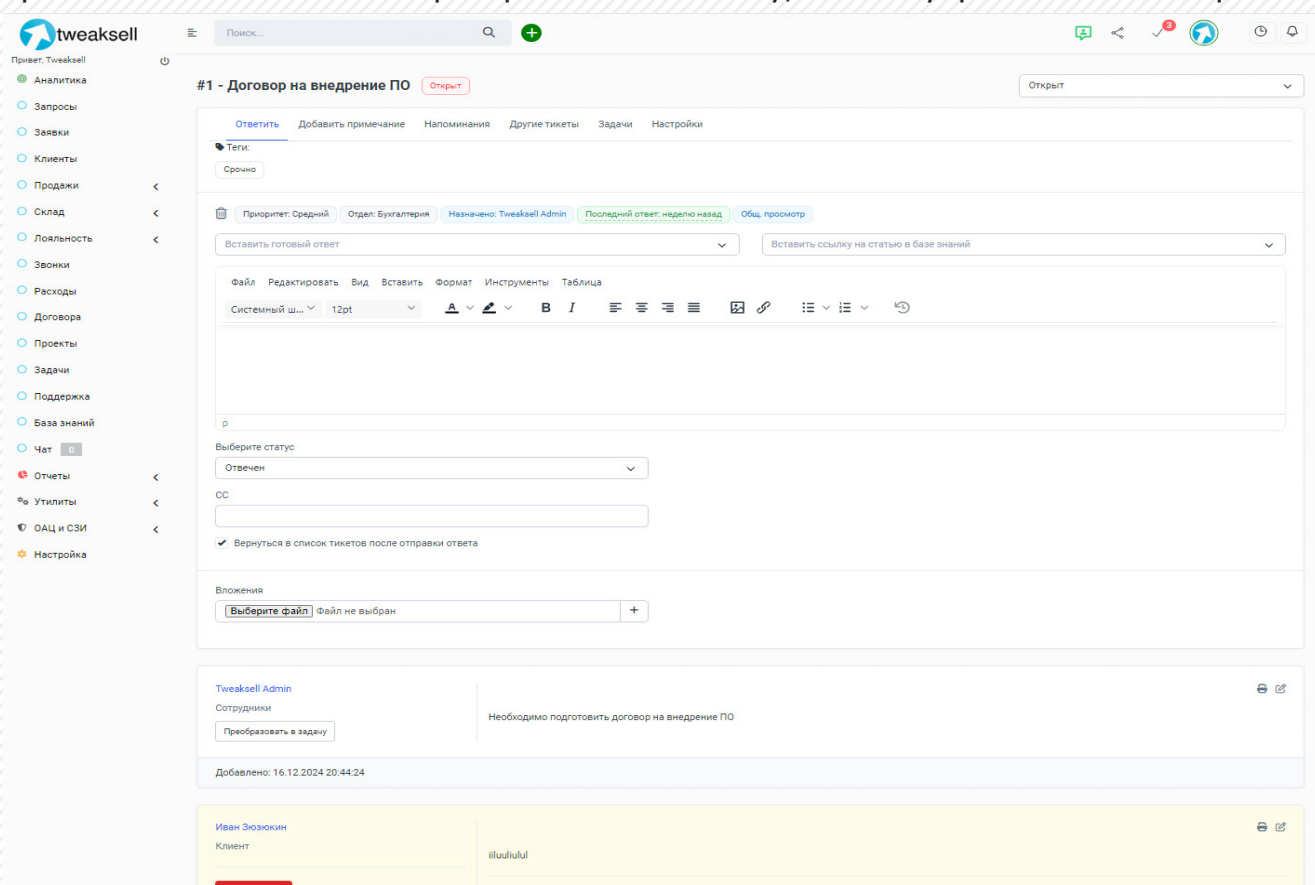 tweaksell
Поиск...
3
Привет, Tweaksell
Аналитика
Запросы
Заявки
Клиенты
Продажи
Склад
Лояльность
Звонки
Расходы
Договора
Проекты
Задачи
Поддержка
База знаний
Чат 0
Отчеты
Утилиты
ОАЦ и СЗИ
Настройка
#1 - Договор на внедрение ПО Открыт
Открыт
Ответить Добавить примечание Напоминания Другие тикеты Задачи Настройки
Теги:
Срочно
Приоритет: Средний Отдел: Бухгалтерия Назначено: Tweaksell Admin Последний ответ: неделю назад Общ. просмотр
Вставить готовый ответ Вставить ссылку на статью в базе знаний
Файл Редактировать Вид Вставить Формат Инструменты Таблица
Системный ш... 12pt A B I
p
Выберите статус
Отвечен
CC
Вернуться в список тикетов после отправки ответа
Вложения
Выберите файл Файл не выбран +
Tweaksell Admin
Сотрудники
Необходимо подготовить договор на внедрение ПО
Преобразовать в задачу
Добавлено: 16.12.2024 20:44:24
Иван Зюзюкин
Клиент
iiluuliulul